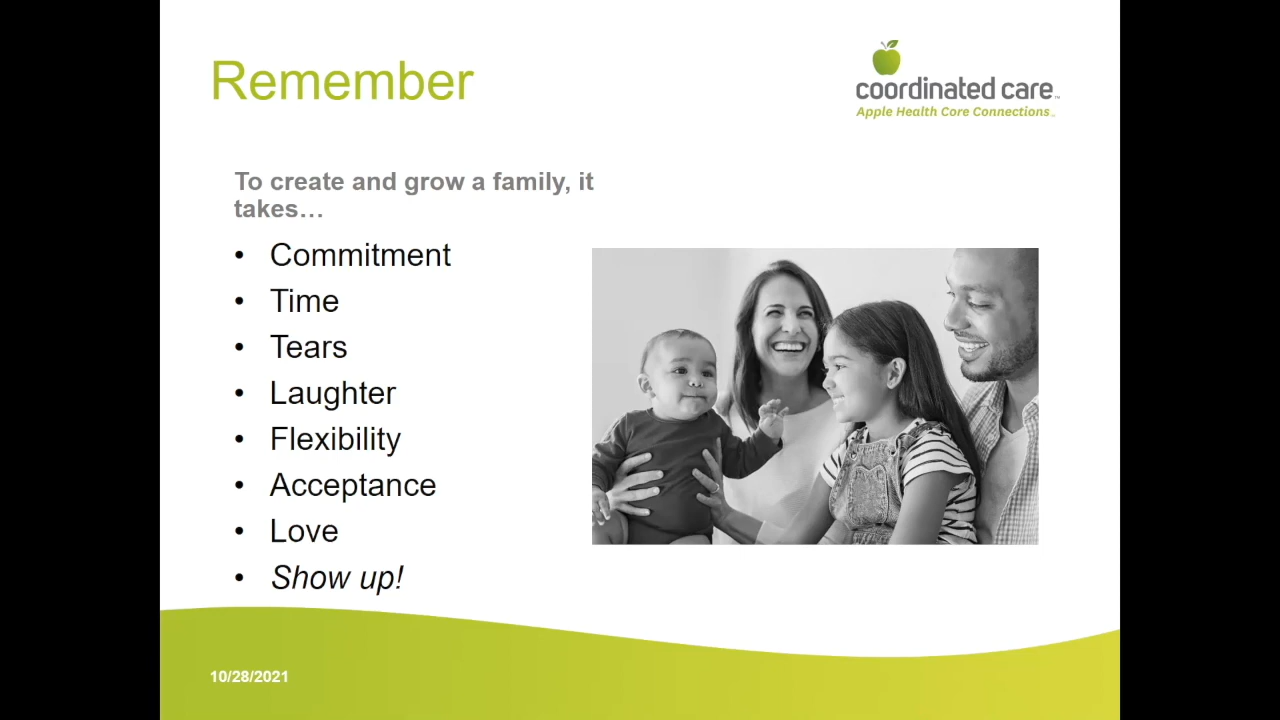 Remember
coordinated care™
Apple Health Core Connections
To create and grow a family, it
takes…
• Commitment
• Time
• Tears
• Laughter
• Flexibility
• Acceptance
• Love
• Show up!
10/28/2021